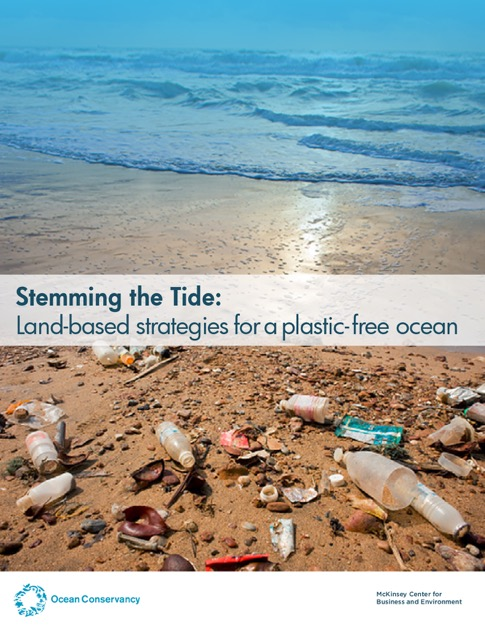 Stemming the Tide:
Land-based strategies for a plastic-free ocean
Ocean Conservancy
McKinsey Center for
Business and Environment